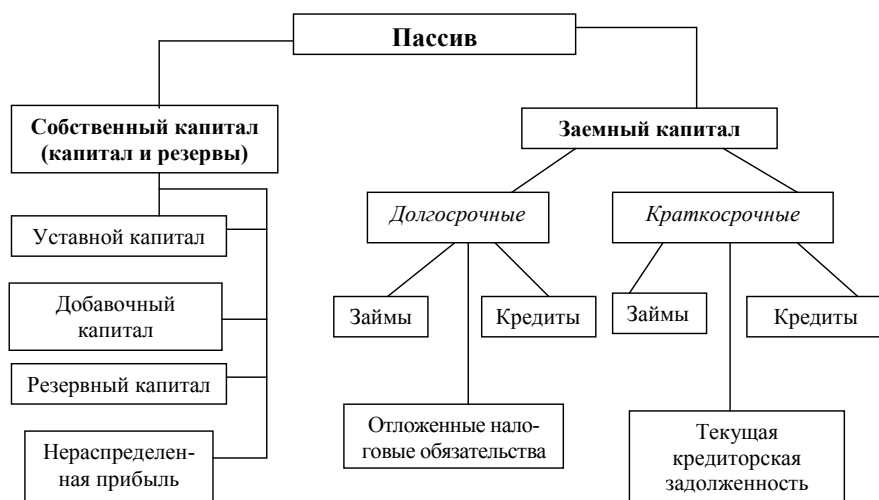 Пассив
Собственный капитал
(капитал и резервы)
Заемный капитал
Уставной капитал
Добавочный
капитал
Резервный капитал
Нераспределен-
ная прибыль
Долгосрочные
Краткосрочные
Займы
Кредиты
Займы
Кредиты
Отложенные нало-
говые обязательства
Текущая
кредиторская
задолженность